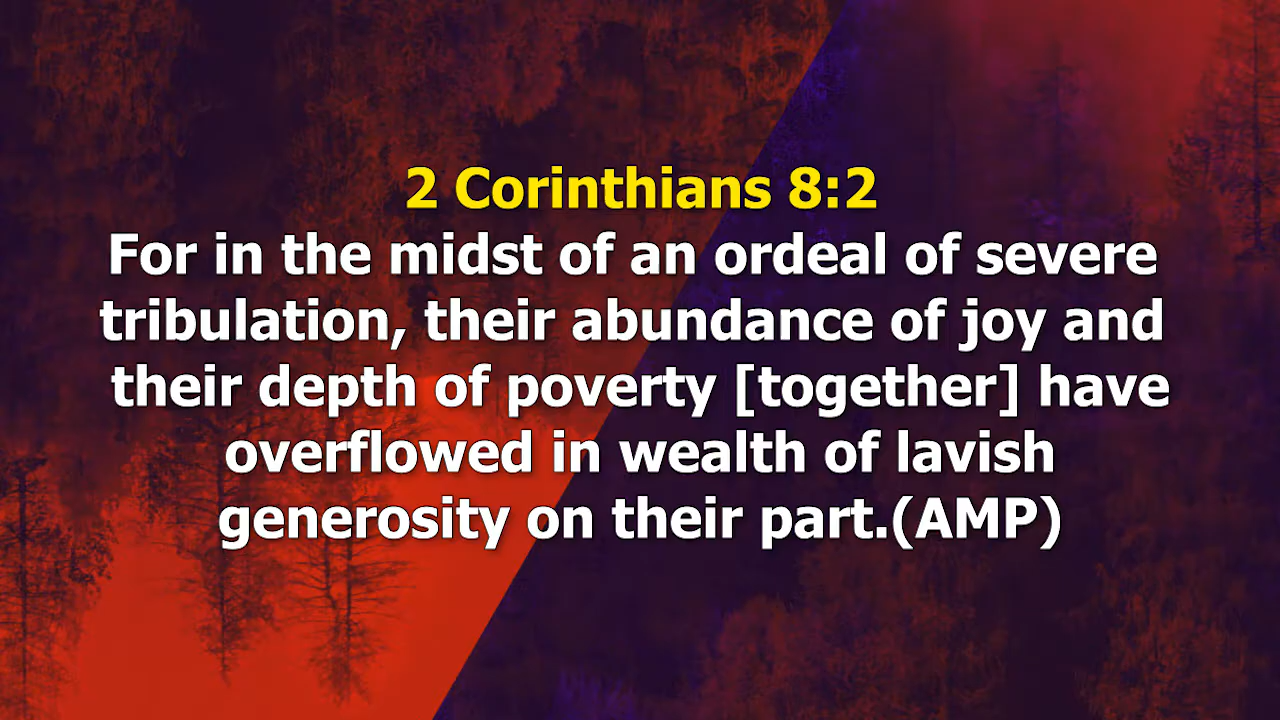 2 Corinthians 8:2
For in the midst of an ordeal of severe
tribulation, their abundance of joy and
their depth of poverty [together] have
overflowed in wealth of lavish
generosity on their part.(AMP)